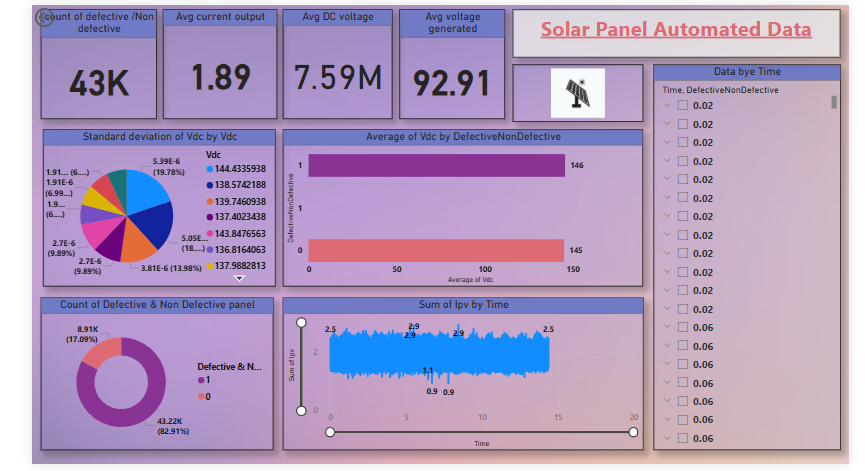 count of defective /Non
defective
43K
Avg current output
1.89
Avg DC voltage
7.59M
Avg voltage
generated
92.91
Solar Panel Automated Data
Data bye Time
Time, DefectiveNonDefective
0.02
0.02
0.02
0.02
0.02
0.02
0.02
0.02
0.02
0.02
0.02
0.02
0.06
0.06
0.06
0.06
0.06
0.06
0.06
Standard deviation of Vdc by Vdc
5.39E-6
(19.78%)
5.05E...
(18....)
3.81E-6 (13.98%)
2.7E-6
(9.89%)
2.7E-6
(9.89%)
1.9...
(6....)
1.91E-6
(6.99...)
1.91... (6....)
Vdc
144.4335938
138.5742188
139.7460938
137.4023438
143.8476563
136.8164063
137.9882813
Average of Vdc by DefectiveNonDefective
DefectiveNonDefective
1
146
1
0
145
0
50
100
150
Average of Vdc
Count of Defective & Non Defective panel
8.91K
(17.09%)
43.22K
(82.91%)
Defective & N...
1
0
Sum of Ipv by Time
Sum of Ipv
2
0
2.5
2.9
2.9
2.9
2.5
1.1
0.9
0.9
0
5
10
15
20
Time